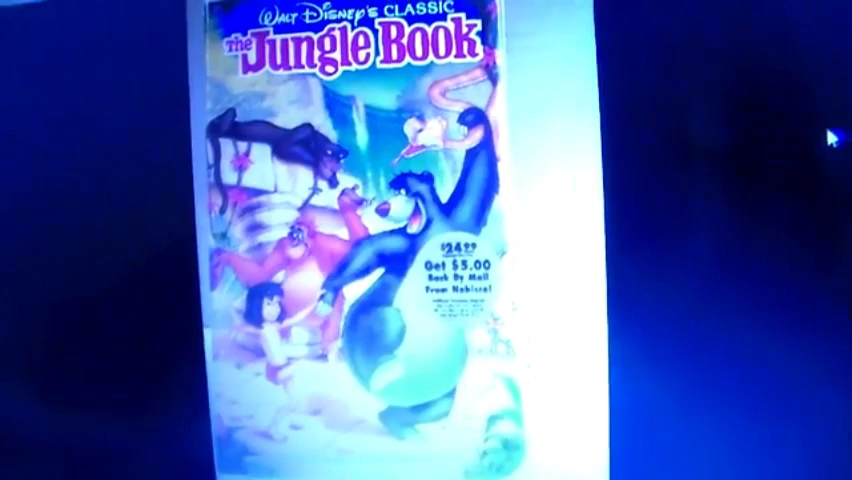 WALT DISNEY'S CLASSIC
The Jungle Book
$24.99
Get $5.00
Back By Mail
From Nabisco!